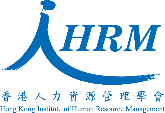 HRM
香港人力資源管理學會
Hong Kong Institute of Human Resource Management